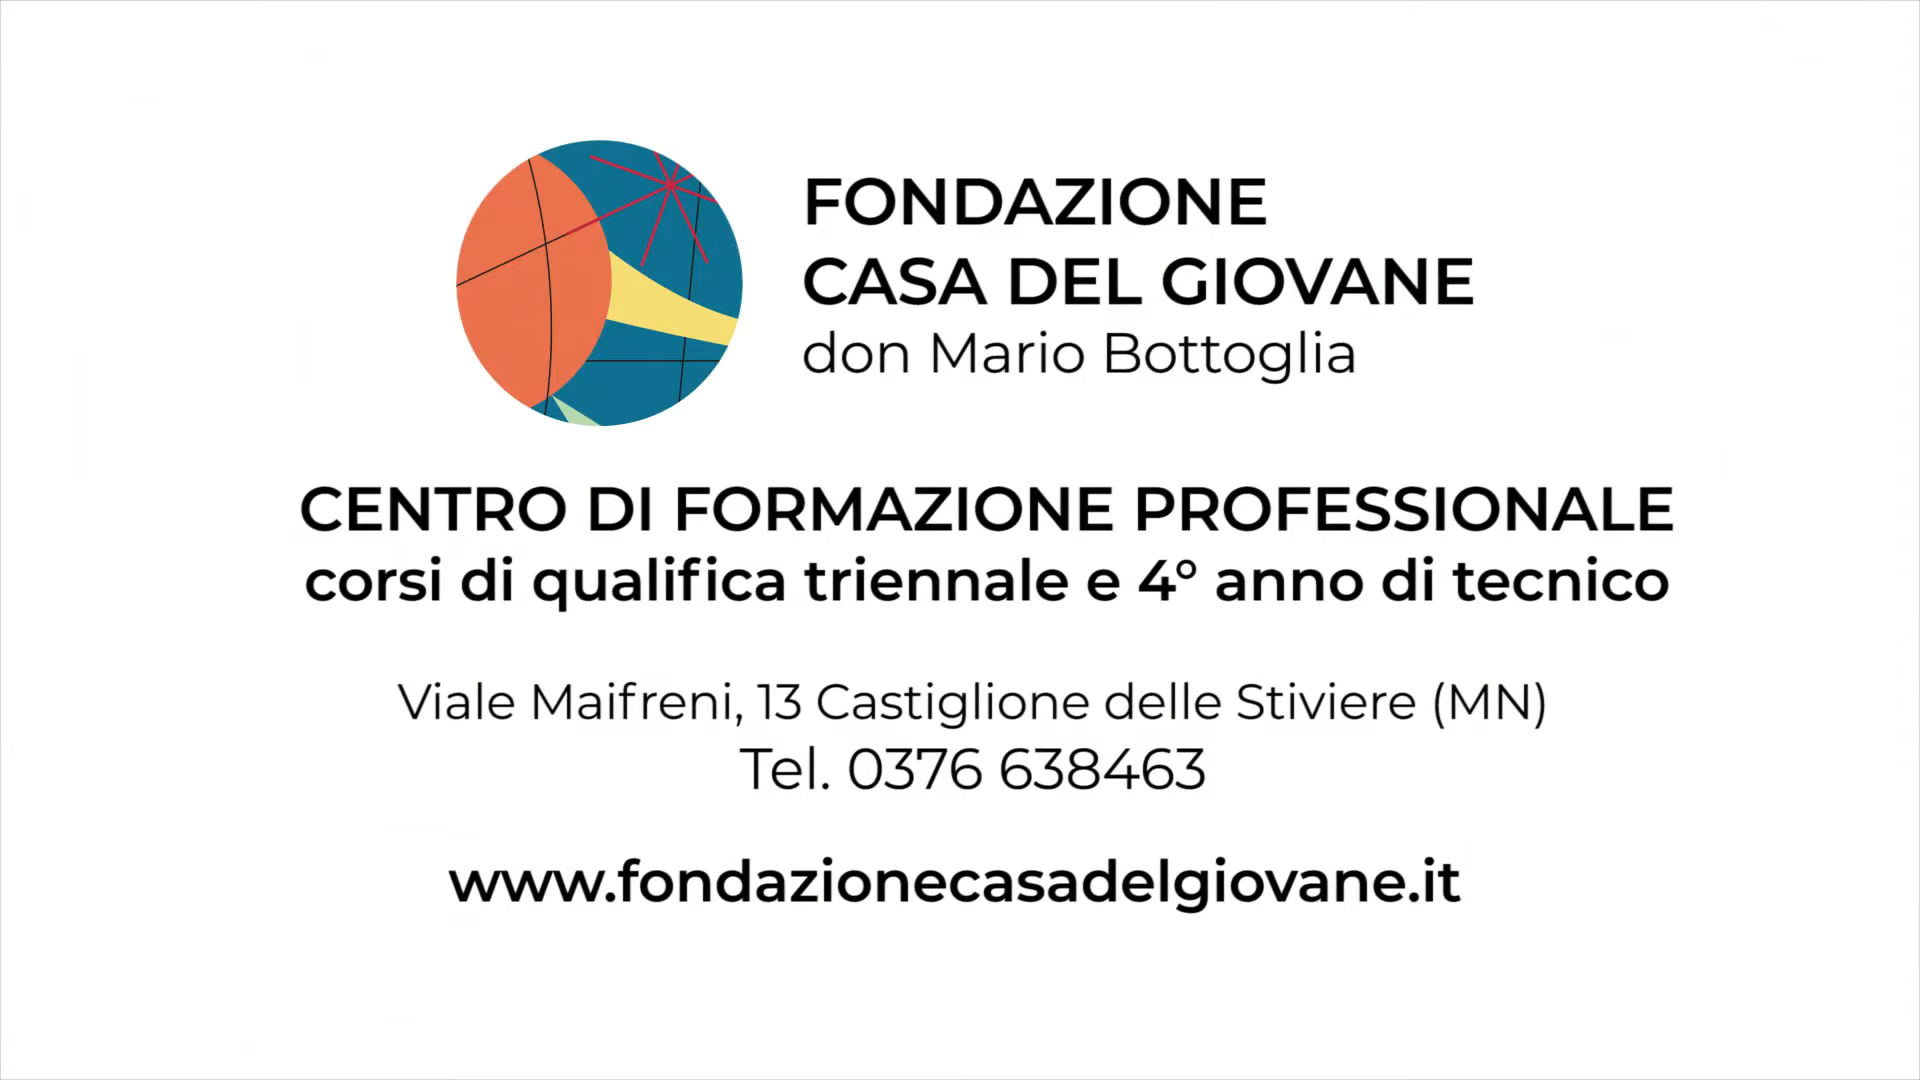 FONDAZIONE
CASA DEL GIOVANE
don Mario Bottoglia
CENTRO DI FORMAZIONE PROFESSIONALE
corsi di qualifica triennale e 4° anno di tecnico
Viale Maifreni, 13 Castiglione delle Stiviere (MN)
Tel. 0376 638463
www.fondazionecasadelgiovane.it